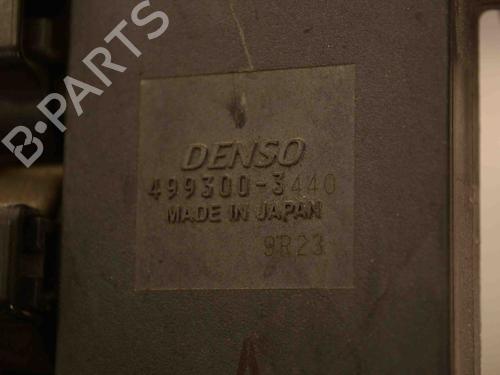 B-PARTS
DENSO
499300-3440
MADE IN JAPAN
9R23